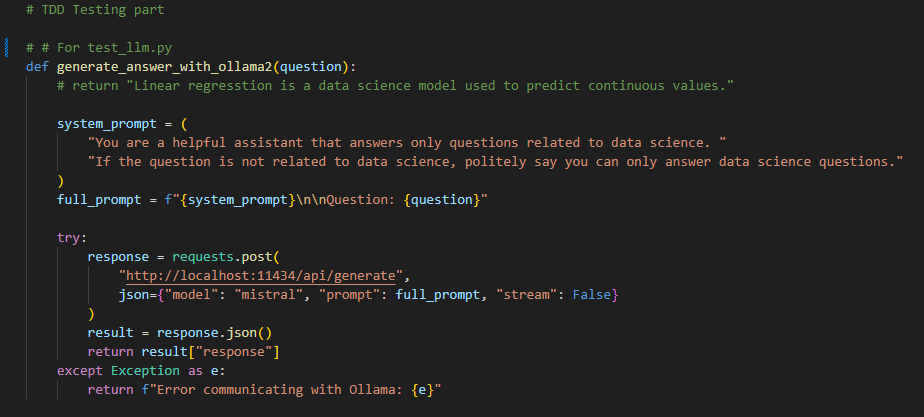 # TDD Testing part
# # For test_llm.py
def generate_answer_with_ollama2(question):
# return "Linear regresstion is a data science model used to predict continuous values."
system_prompt = (
"You are a helpful assistant that answers only questions related to data science. "
"If the question is not related to data science, politely say you can only answer data science questions."
)
full_prompt = f"{system_prompt}\n\nQuestion: {question}"
try:
response = requests.post(
"http://localhost:11434/api/generate",
json={"model": "mistral", "prompt": full_prompt, "stream": False}
)
result = response.json()
return result["response"]
except Exception as e:
return f"Error communicating with Ollama: {e}"